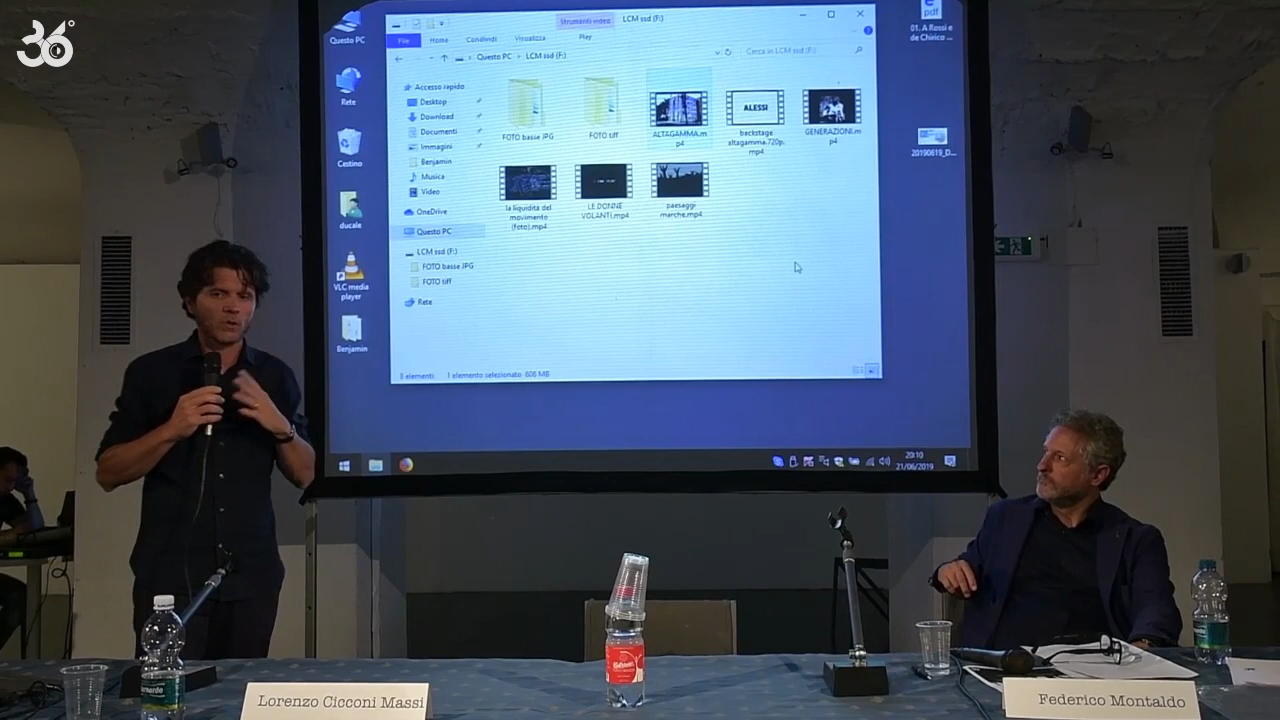 36°
Questo PC
Rete
Cestino
ducale
VLC media
player
Benjamin
Strumenti video
LCM ssd (F:)
File
Home
Condividi
Visualizza
Play
Questo PC > LCM ssd (F:)
Cerca in LCM ssd (F:)
Accesso rapido
Desktop
Download
Documenti
Immagini
Benjamin
Musica
Video
OneDrive
Questo PC
LCM ssd (F:)
FOTO basse JPG
FOTO tiff
Rete
FOTO basse JPG
FOTO tiff
ALTAGAMMA.m
p4
ALESSI
backstage
altagamma.720p.
mp4
GENERAZIONI.m
p4
la liquidità del
movimento
(foto).mp4
LE DONNE
VOLANTI.mp4
paesaggi
marche.mp4
8 elementi
1 elemento selezionato 606 MB
pdf
01. A Rossi e
de Chirico ...
20190619_D...
20:10
21/06/2019
Lorenzo Cicconi Massi
Federico Montaldo